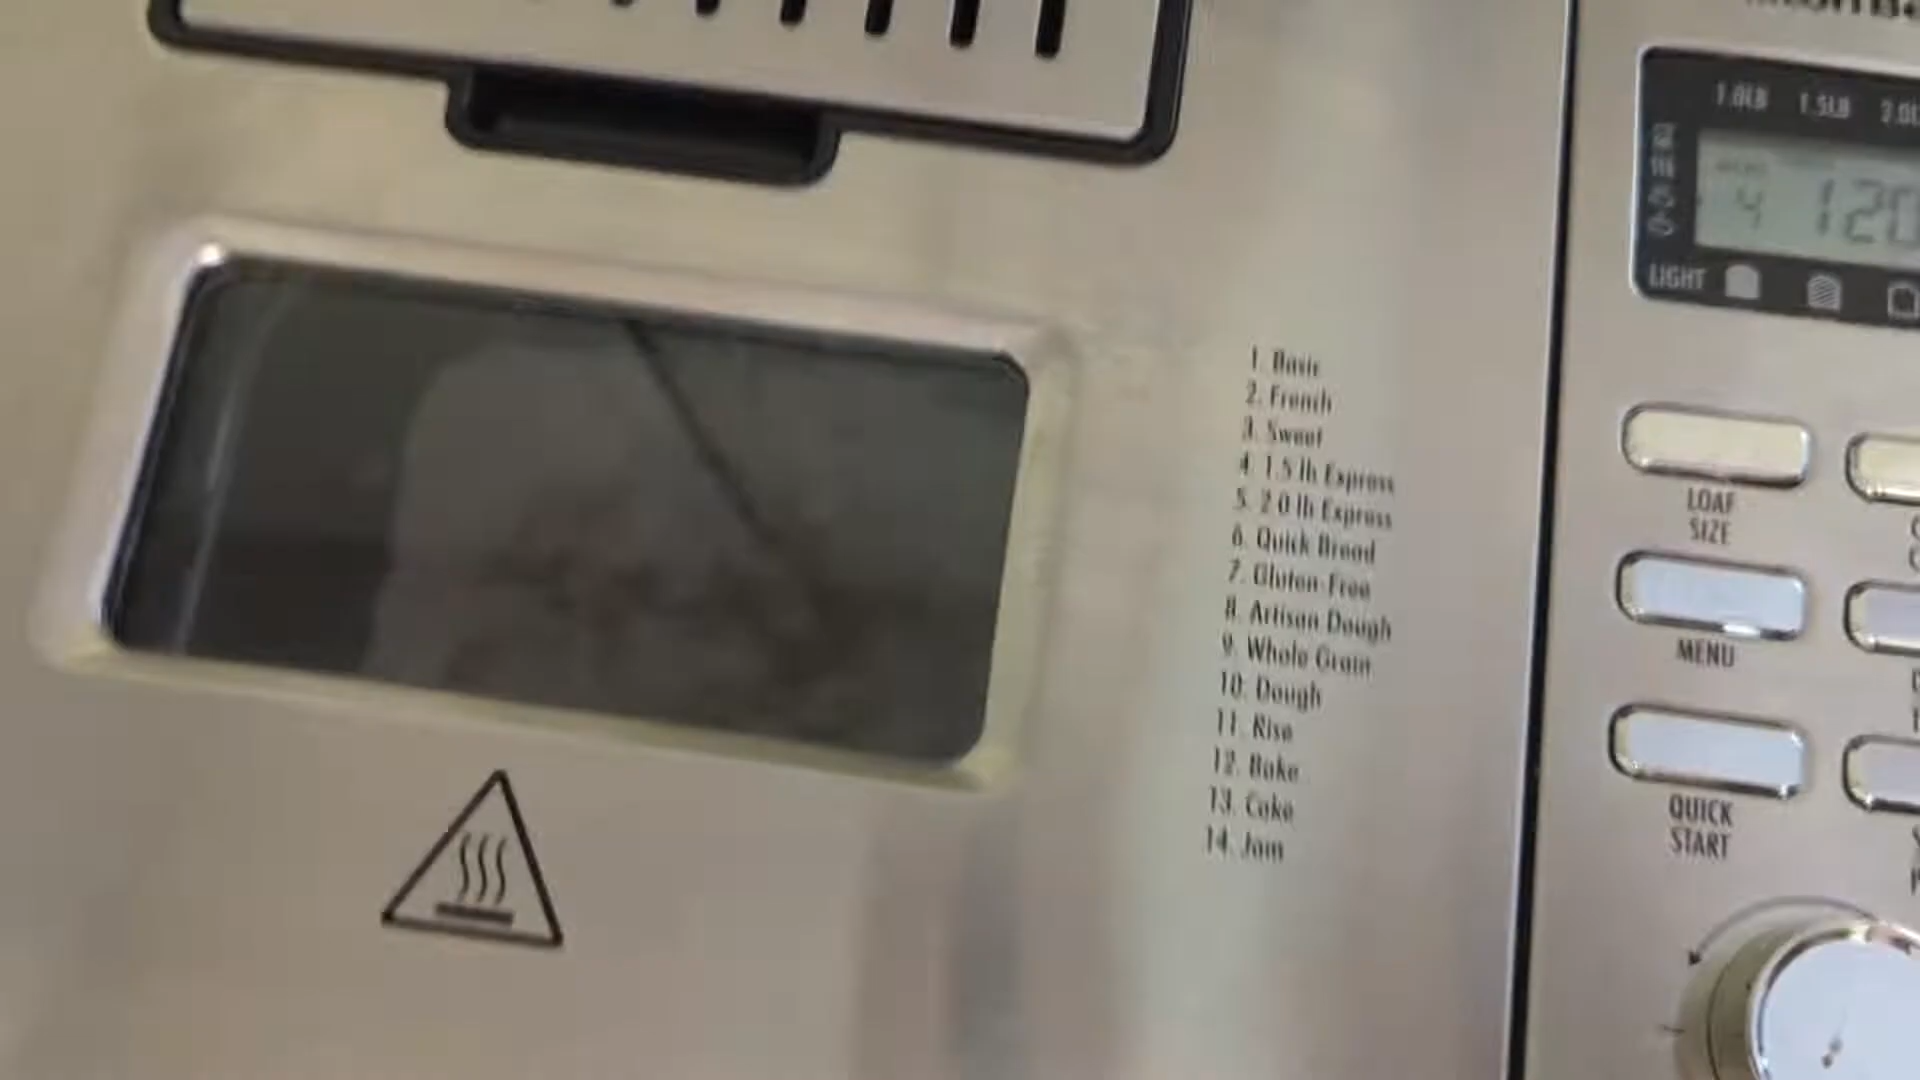 1.0LB 1.5LB
4 120
LIGHT
1. Basic
2. French
3. Sweet
4 1.5 lb Express
5. 2.0 lb Express
6. Quick Bread
7. Gluten-Free
8. Artisan Dough
9. Whole Grain
10. Dough
11. Rise
12. Bake
13. Cake
14. Jam
LOAF
SIZE
MENU
QUICK
START